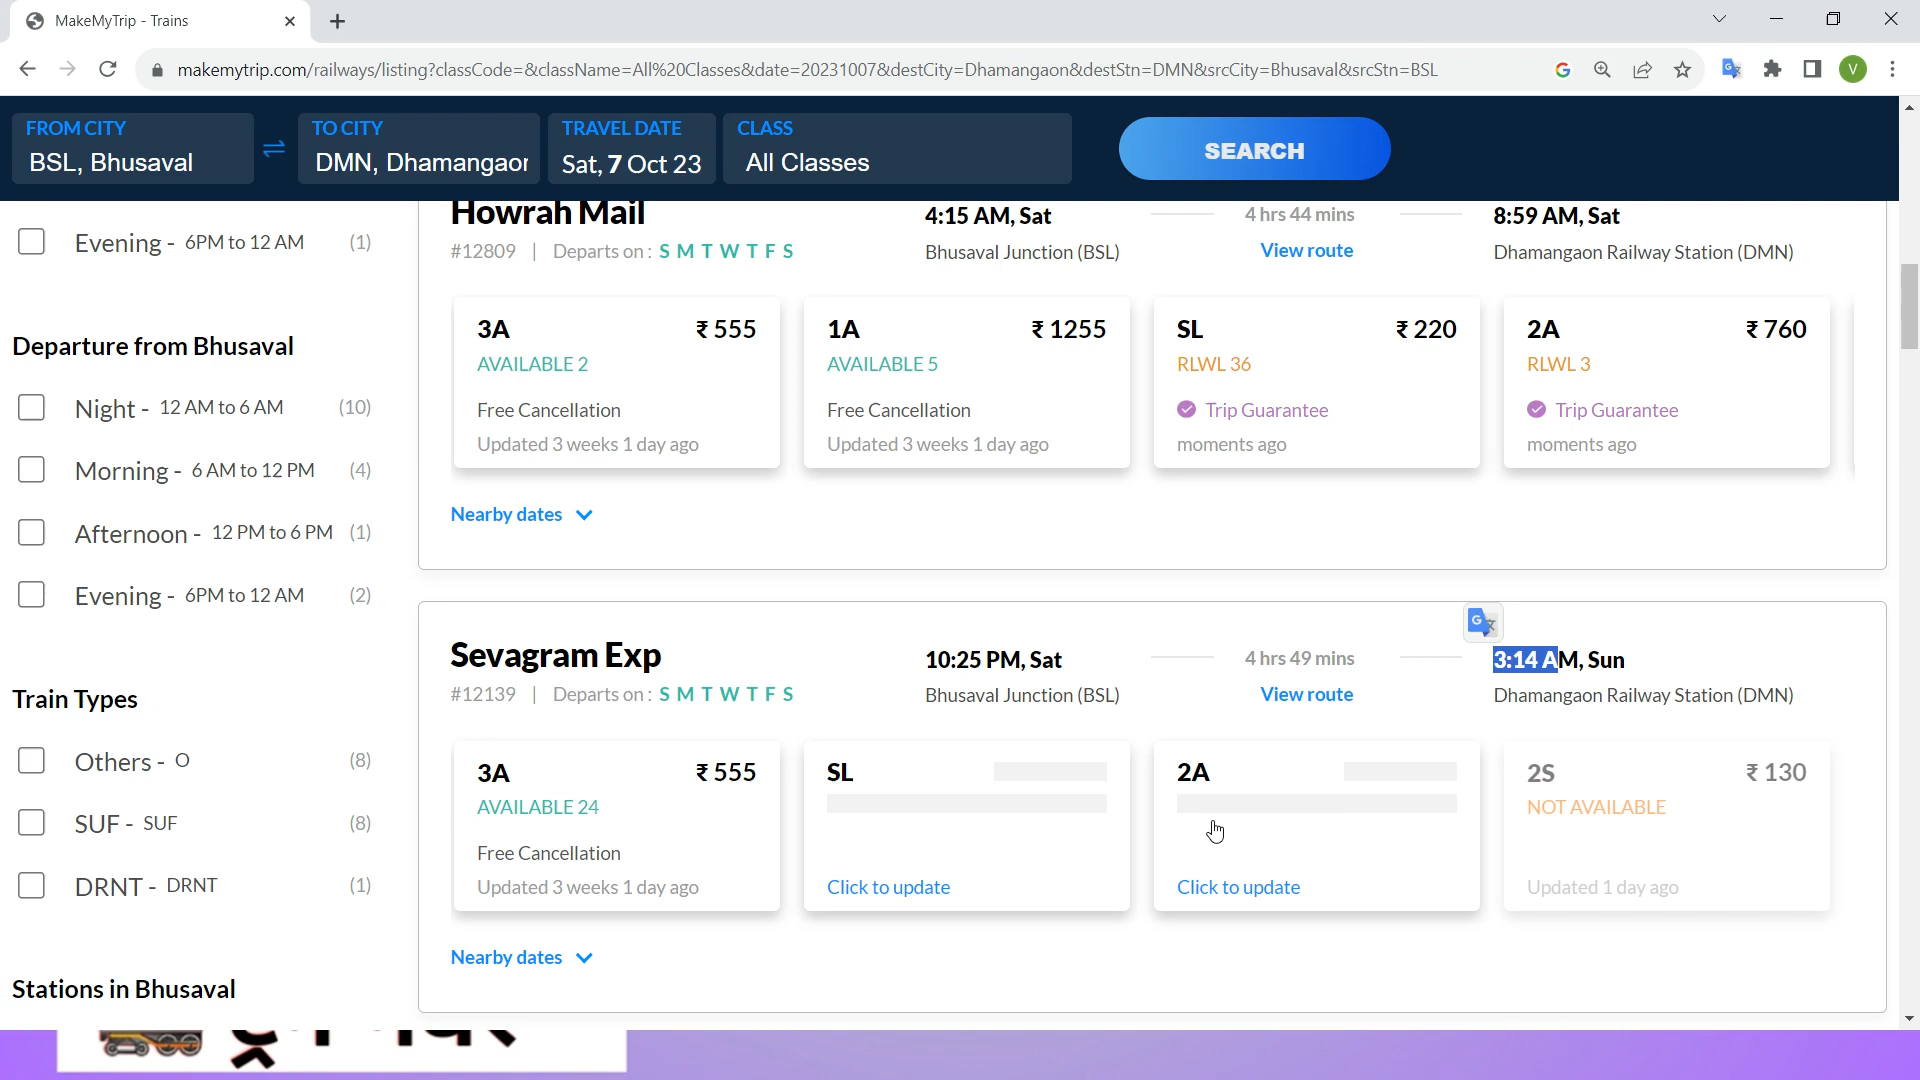 MakeMyTrip - Trains
makemytrip.com/railways/listing?classCode=&className=All%20Classes&date=20231007&destCity=Dhamangaon&destStn=DMN&srcCity=Bhusaval&srcStn=BSL
V
FROM CITY
BSL, Bhusaval
TO CITY
DMN, Dhamangaon
TRAVEL DATE
Sat, 7 Oct 23
CLASS
All Classes
SEARCH
Evening - 6PM to 12 AM (1)
Departure from Bhusaval
Night - 12 AM to 6 AM (10)
Morning - 6 AM to 12 PM (4)
Afternoon - 12 PM to 6 PM (1)
Evening - 6PM to 12 AM (2)
Train Types
Others - O (8)
SUF - SUF (8)
DRNT - DRNT (1)
Stations in Bhusaval
Howrah Mail
#12809 | Departs on : S M T W T F S
4:15 AM, Sat
Bhusaval Junction (BSL)
4 hrs 44 mins
View route
8:59 AM, Sat
Dhamangaon Railway Station (DMN)
3A ₹ 555
AVAILABLE 2
Free Cancellation
Updated 3 weeks 1 day ago
1A ₹ 1255
AVAILABLE 5
Free Cancellation
Updated 3 weeks 1 day ago
SL ₹ 220
RLWL 36
Trip Guarantee
moments ago
2A ₹ 760
RLWL 3
Trip Guarantee
moments ago
Nearby dates
Sevagram Exp
#12139 | Departs on : S M T W T F S
10:25 PM, Sat
Bhusaval Junction (BSL)
4 hrs 49 mins
View route
3:14 AM, Sun
Dhamangaon Railway Station (DMN)
3A ₹ 555
AVAILABLE 24
Free Cancellation
Updated 3 weeks 1 day ago
SL
Click to update
2A
Click to update
2S ₹ 130
NOT AVAILABLE
Updated 1 day ago
Nearby dates